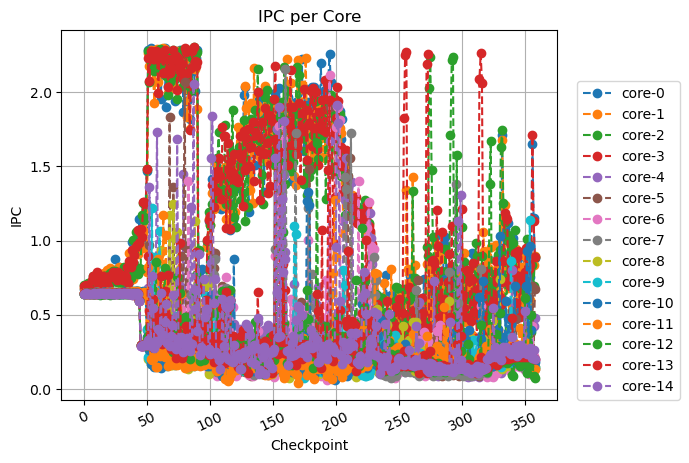 IPC per Core
IPC
2.0
1.5
1.0
0.5
0.0
0
50
100
150
200
250
300
350
Checkpoint
core-0
core-1
core-2
core-3
core-4
core-5
core-6
core-7
core-8
core-9
core-10
core-11
core-12
core-13
core-14